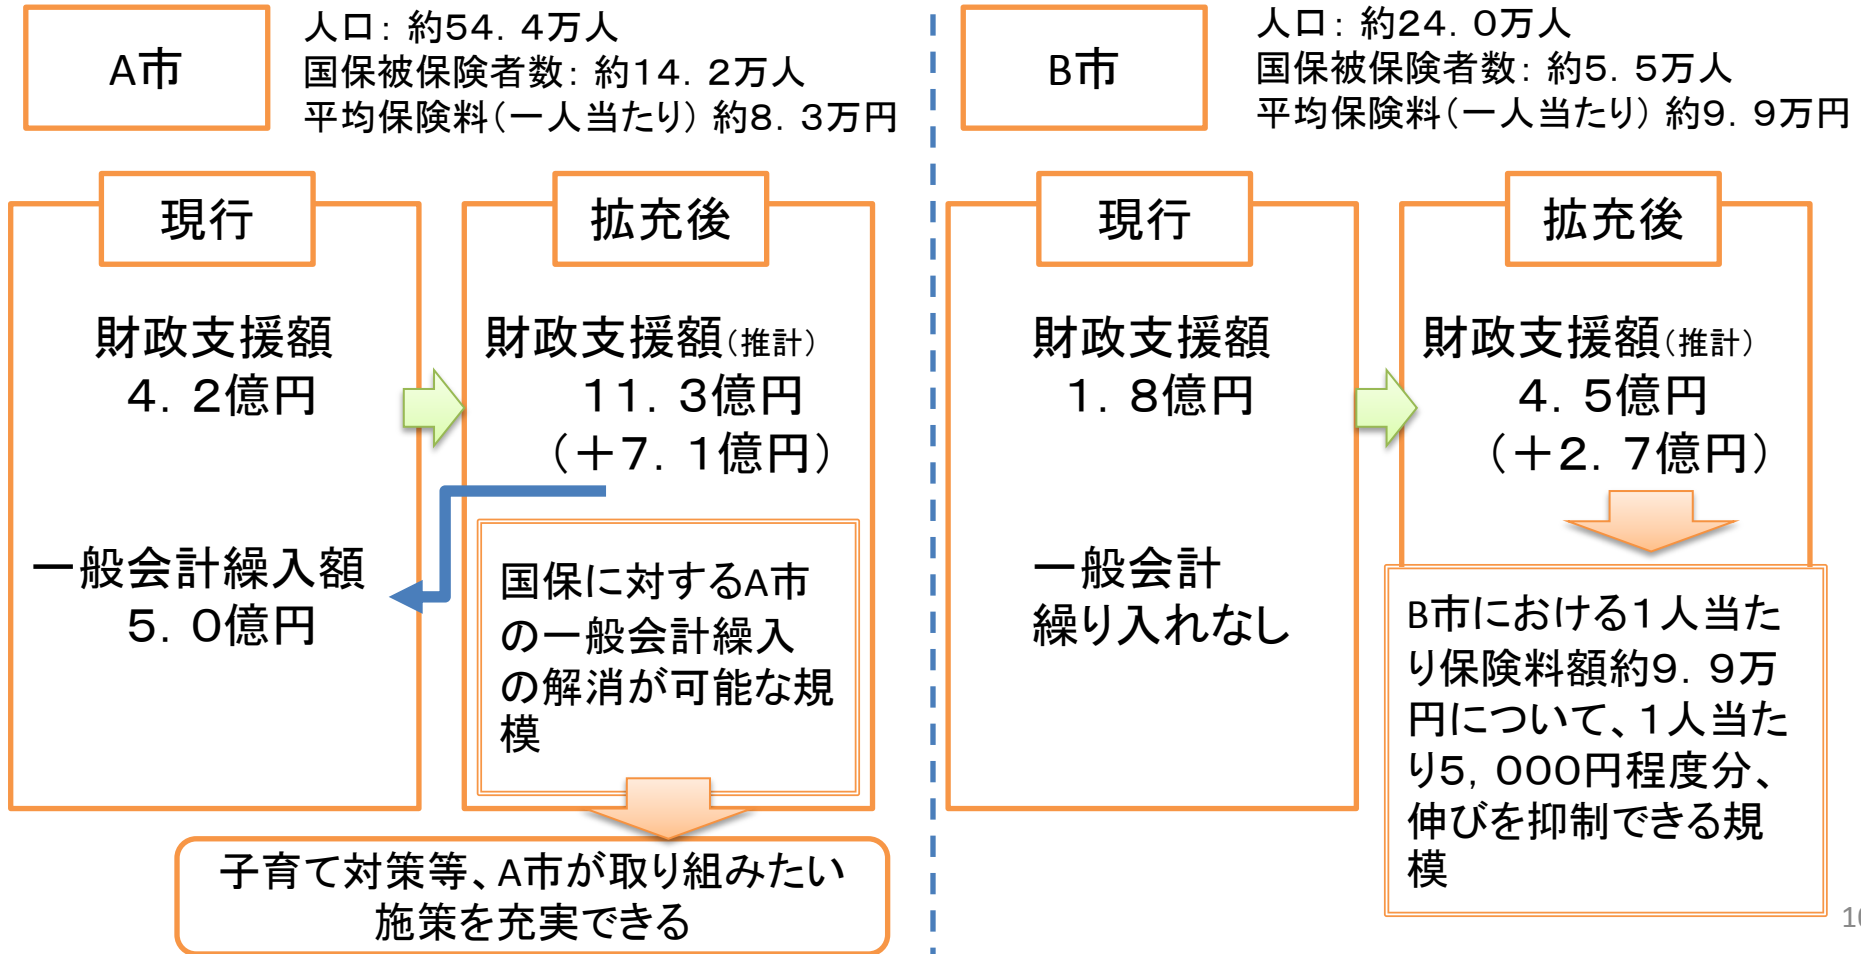 A市
人口：約54．4万人
国保被保険者数：約14．2万人
平均保険料（一人当たり）約8．3万円
現行
財政支援額
4．2億円
一般会計繰入額
5．0億円
拡充後
財政支援額（推計）
11．3億円
（＋7．1億円）
国保に対するA市
の一般会計繰入
の解消が可能な規
模
子育て対策等、A市が取り組みたい
施策を充実できる
B市
人口：約24．0万人
国保被保険者数：約5．5万人
平均保険料（一人当たり）約9．9万円
現行
財政支援額
1．8億円
一般会計
繰り入れなし
拡充後
財政支援額（推計）
4．5億円
（＋2．7億円）
B市における1人当た
り保険料額約9．9万
円について、1人当た
り5，000円程度分、
伸びを抑制できる規
模